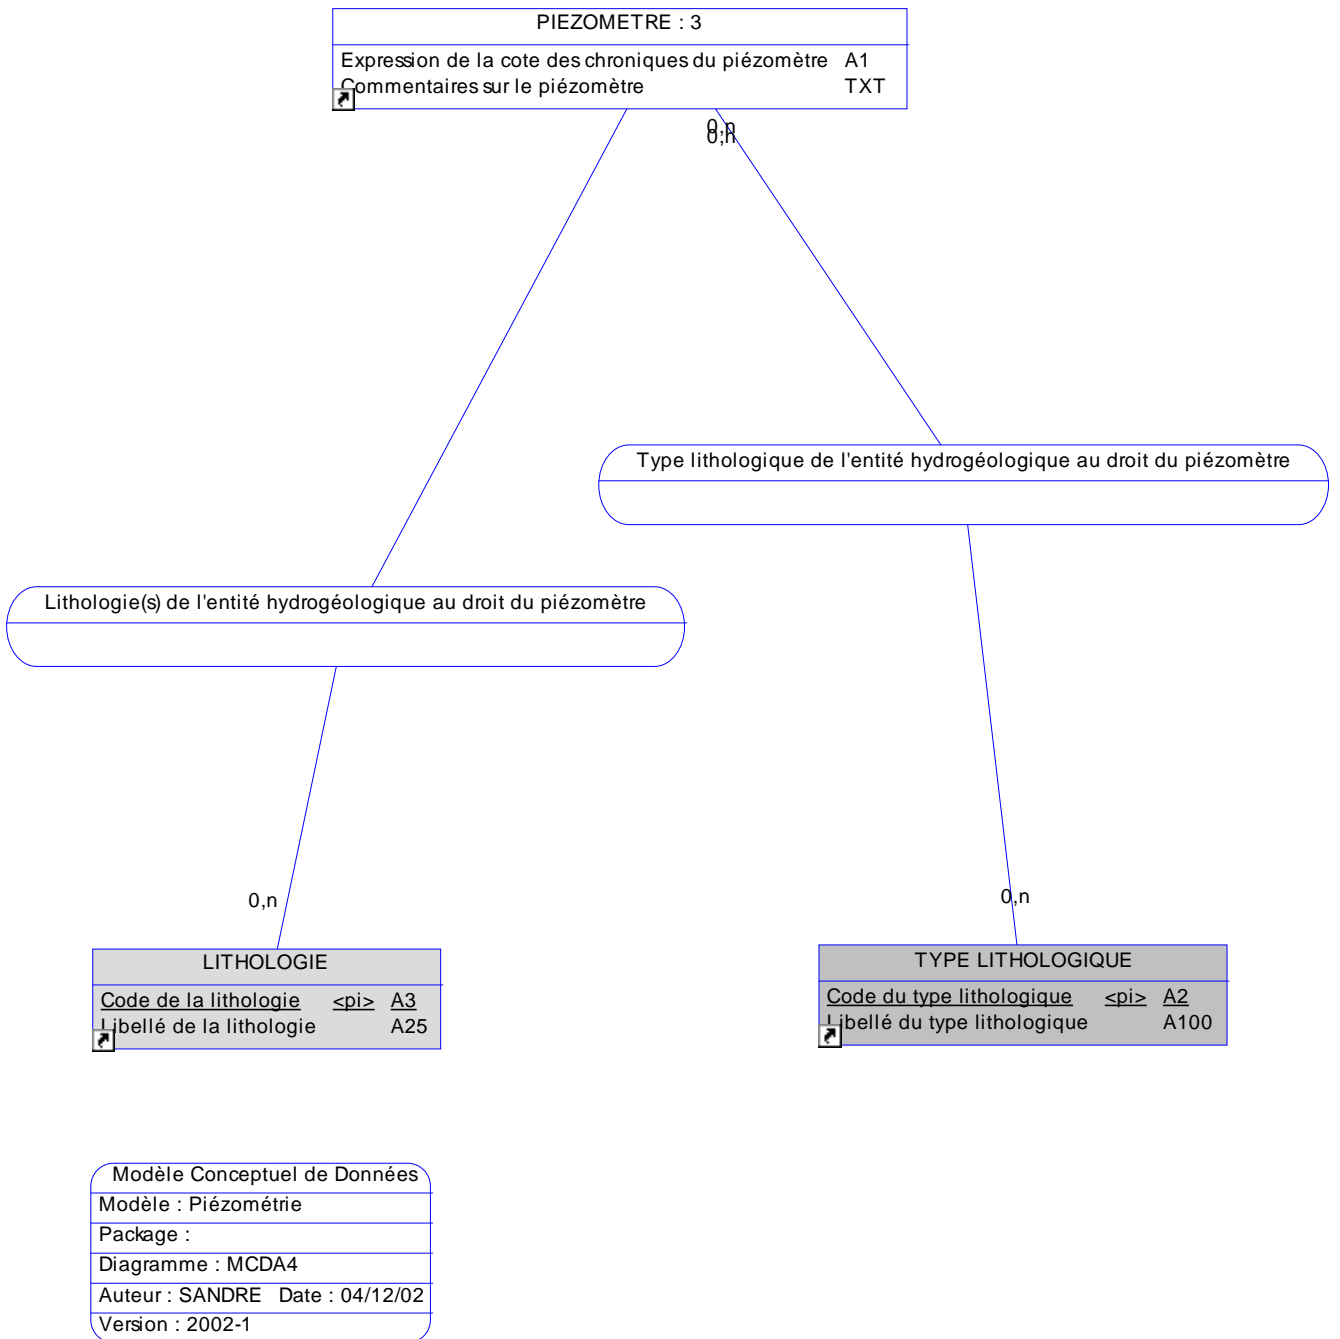 PIEZOMETRE : 3
Expression de la cote des chroniques du piézomètre A1
Commentaires sur le piézomètre TXT
0,n
0,n
Type lithologique de l'entité hydrogéologique au droit du piézomètre
Lithologie(s) de l'entité hydrogéologique au droit du piézomètre
0,n
0,n
LITHOLOGIE
Code de la lithologie <pi> A3
Libellé de la lithologie A25
TYPE LITHOLOGIQUE
Code du type lithologique <pi> A2
Libellé du type lithologique A100
Modèle Conceptuel de Données
Modèle : Piézométrie
Package :
Diagramme : MCDA4
Auteur : SANDRE Date : 04/12/02
Version : 2002-1